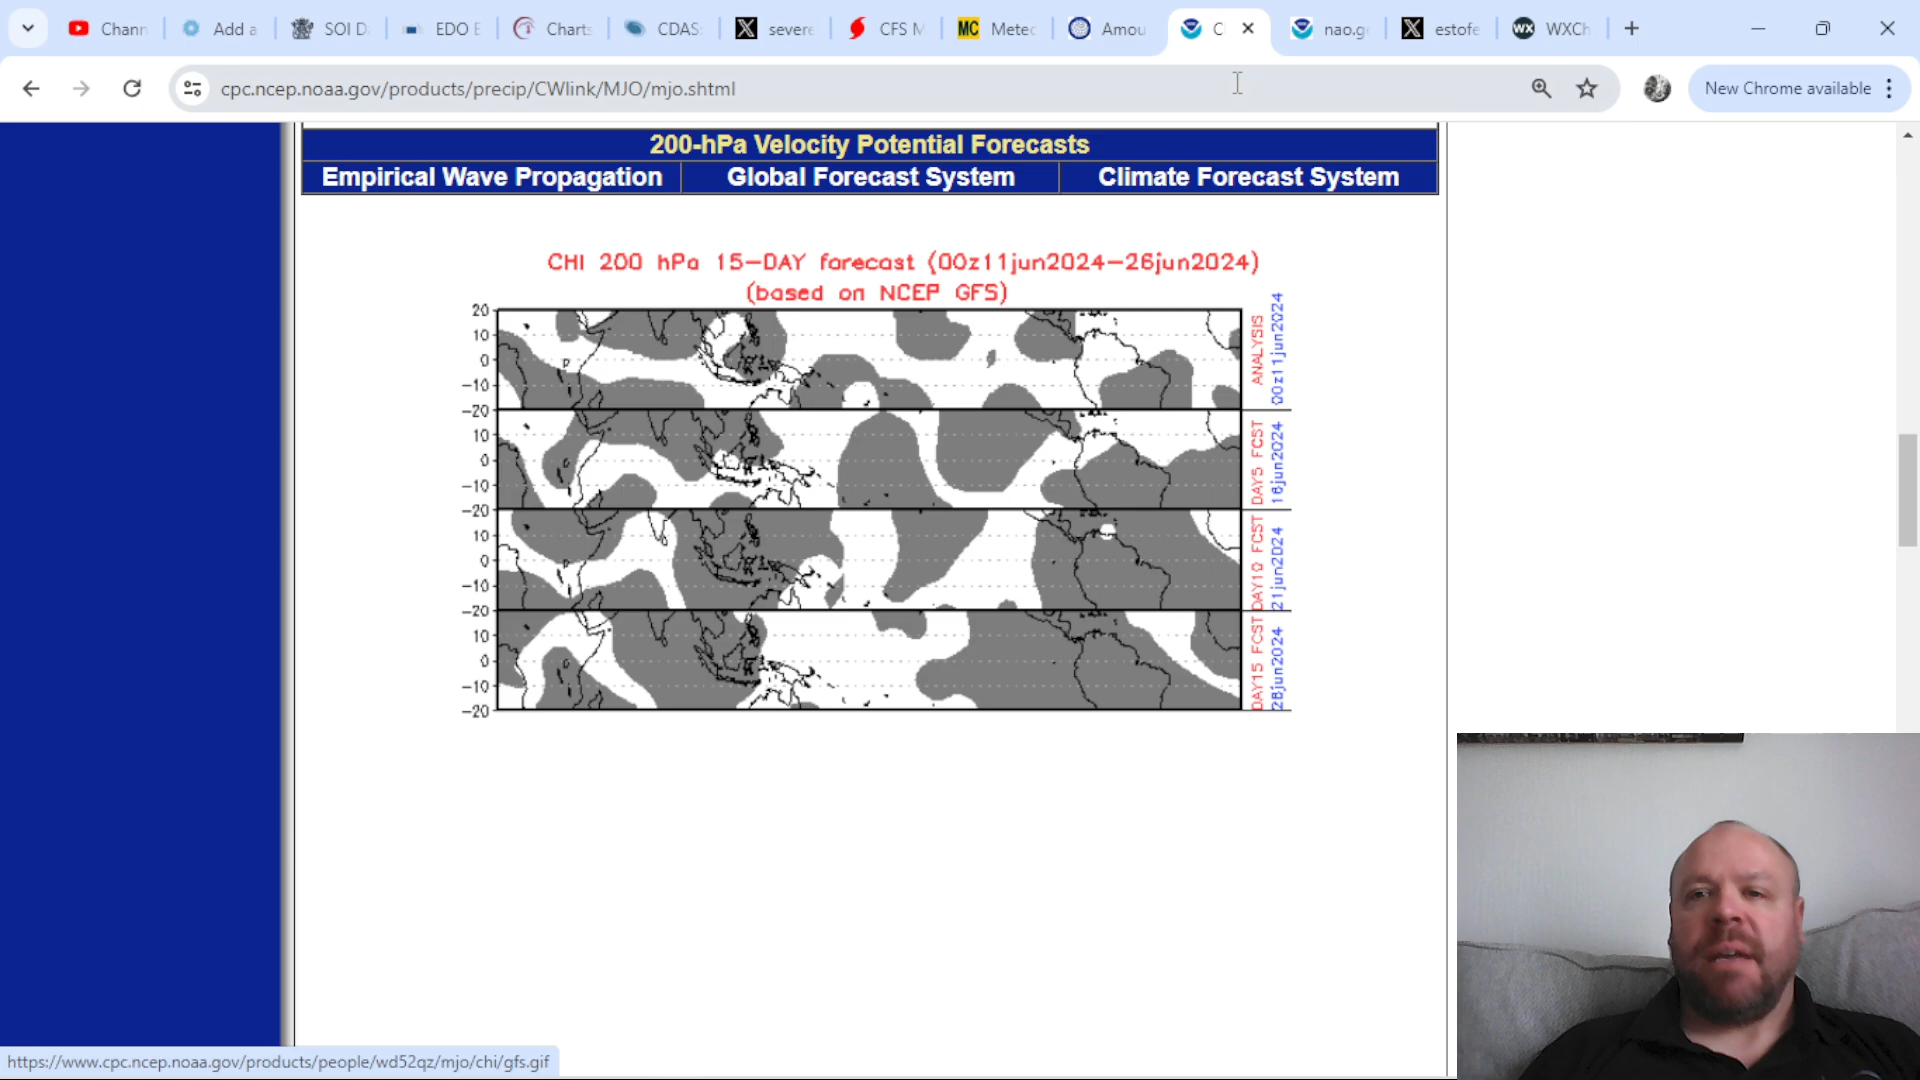 Chann
Add a
SOI D
EDO E
Charts
CDAS
severe
CFS M
MC
Metec
Amou
C
nao.g
estofe
WX
WXCh
cpc.ncep.noaa.gov/products/precip/CWlink/MJO/mjo.shtml
New Chrome available
200-hPa Velocity Potential Forecasts
Empirical Wave Propagation
Global Forecast System
Climate Forecast System
CHI 200 hPa 15-DAY forecast (00z11jun2024-26jun2024)
(based on NCEP GFS)
20
10
0
-10
-20
10
0
-10
-20
10
0
-10
-20
10
0
-10
-20
ANALYSIS
00z11jun2024
DAY5 FCST
16jun2024
DAY10 FCST
21jun2024
DAY15 FCST
26jun2024
https://www.cpc.ncep.noaa.gov/products/people/wd52qz/mjo/chi/gfs.gif